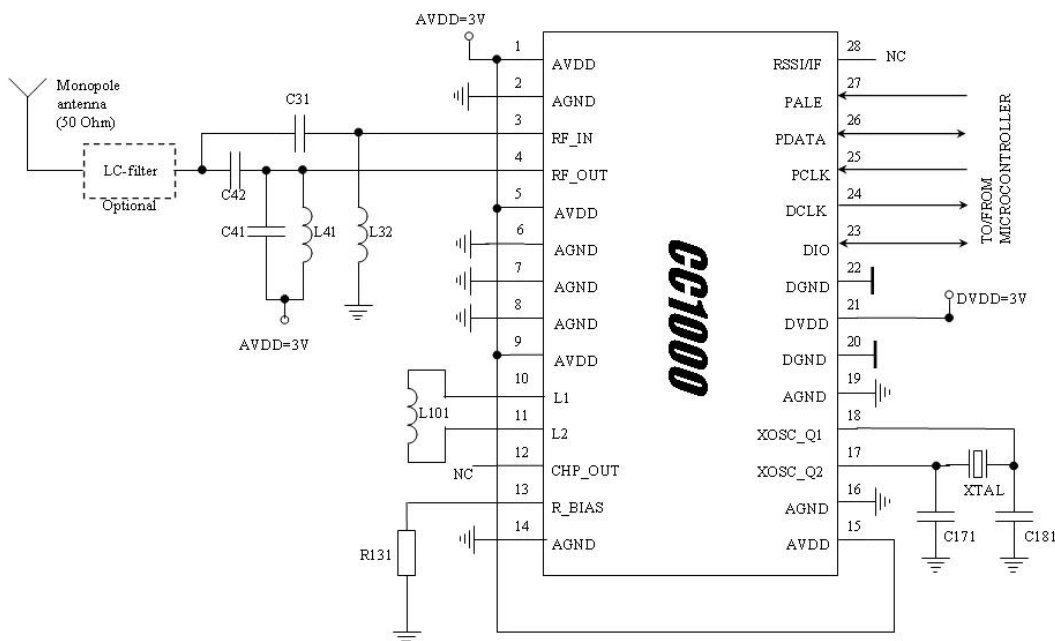 AVDD=3V
Monopole
antenna
(50 Ohm)
LC-filter
Optional
C31
C42
C41
L41
L32
AVDD=3V
L101
NC
R131
1
AVDD
2
AGND
3
RF_IN
4
RF_OUT
5
AVDD
6
AGND
7
AGND
8
AGND
9
AVDD
10
L1
11
L2
12
CHP_OUT
13
R_BIAS
14
AGND
CC1000
28
RSSI/IF
NC
27
PALE
26
PDATA
25
PCLK
24
DCLK
23
DIO
22
DGND
21
DVDD
20
DGND
19
AGND
18
XOSC_Q1
17
XOSC_Q2
16
AGND
15
AVDD
TO/FROM
MICROCONTROLLER
DVDD=3V
XTAL
C171
C181